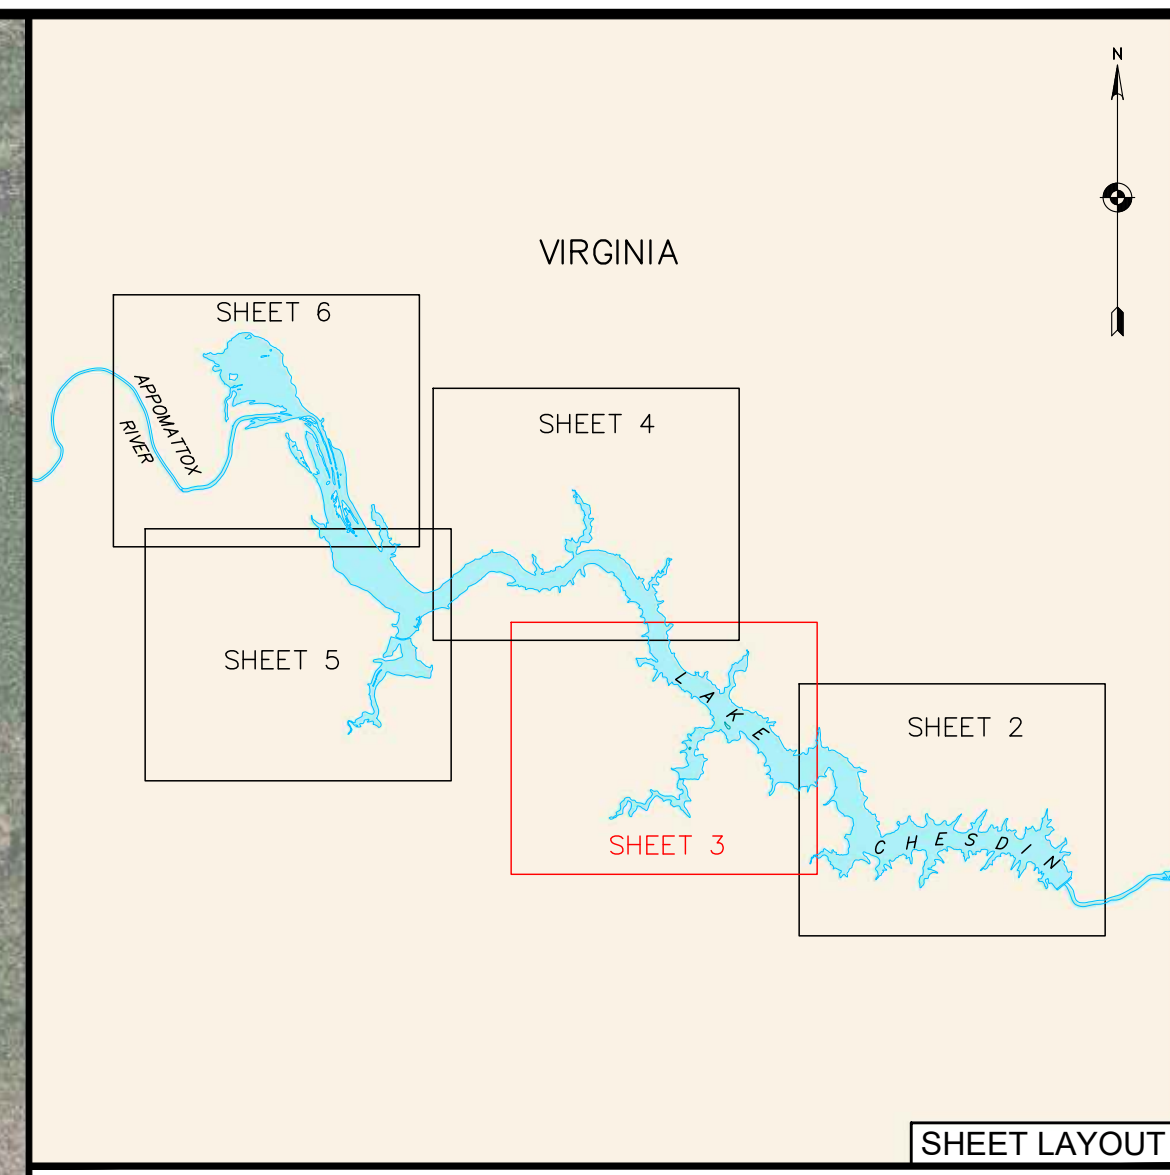 N
VIRGINIA
SHEET 6
APPOMATTOX
RIVER
SHEET 4
SHEET 5
LAKE
SHEET 2
SHEET 3
CHESDIN
SHEET LAYOUT